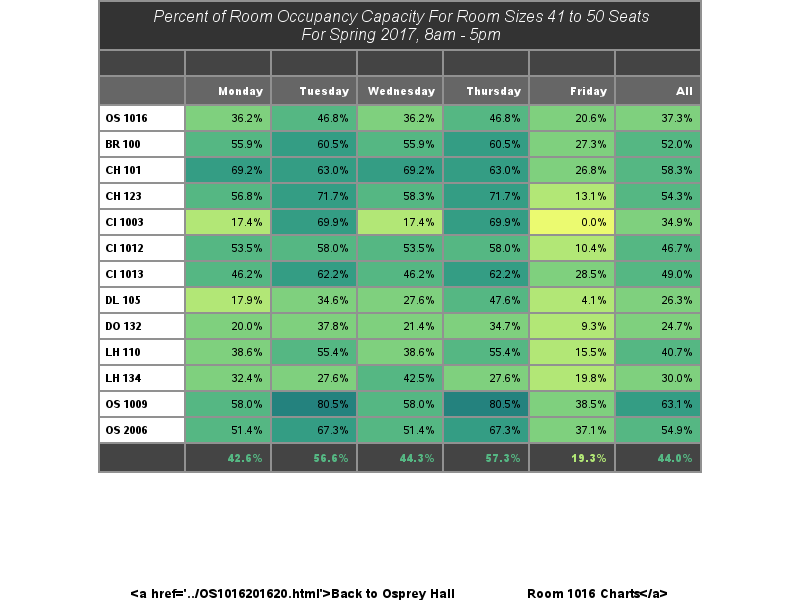 Percent of Room Occupancy Capacity For Room Sizes 41 to 50 Seats
For Spring 2017, 8am - 5pm
Monday Tuesday Wednesday Thursday Friday All
OS 1016 36.2% 46.8% 36.2% 46.8% 20.6% 37.3%
BR 100 55.9% 60.5% 55.9% 60.5% 27.3% 52.0%
CH 101 69.2% 63.0% 69.2% 63.0% 26.8% 58.3%
CH 123 56.8% 71.7% 58.3% 71.7% 13.1% 54.3%
CI 1003 17.4% 69.9% 17.4% 69.9% 0.0% 34.9%
CI 1012 53.5% 58.0% 53.5% 58.0% 10.4% 46.7%
CI 1013 46.2% 62.2% 46.2% 62.2% 28.5% 49.0%
DL 105 17.9% 34.6% 27.6% 47.6% 4.1% 26.3%
DO 132 20.0% 37.8% 21.4% 34.7% 9.3% 24.7%
LH 110 38.6% 55.4% 38.6% 55.4% 15.5% 40.7%
LH 134 32.4% 27.6% 42.5% 27.6% 19.8% 30.0%
OS 1009 58.0% 80.5% 58.0% 80.5% 38.5% 63.1%
OS 2006 51.4% 67.3% 51.4% 67.3% 37.1% 54.9%
42.6% 56.6% 44.3% 57.3% 19.3% 44.0%
<a href='../OS1016201620.html'>Back to Osprey Hall Room 1016 Charts</a>